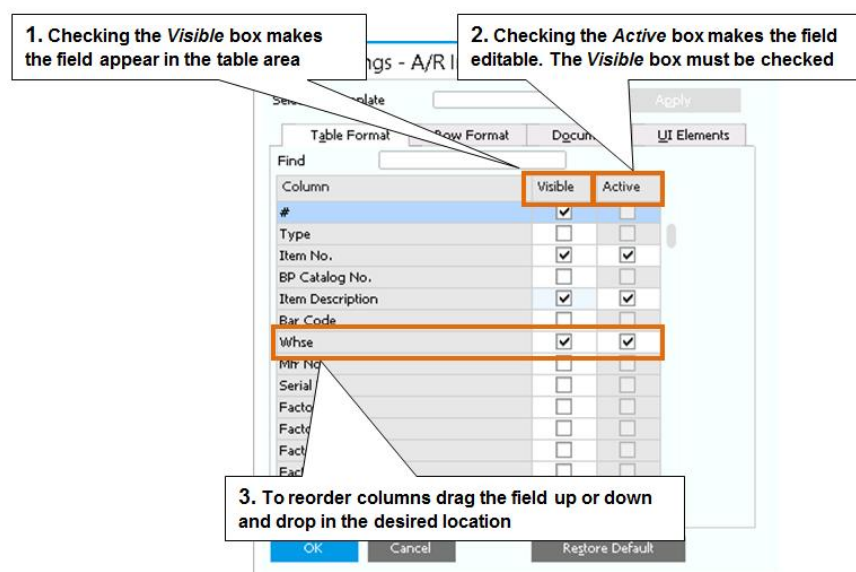 1. Checking the Visible box makes
the field appear in the table area
2. Checking the Active box makes the field
editable. The Visible box must be checked
- A/R
Apply
Table Format
Row Format
UI Elements
Find
Column
Visible
Active
#
Type
Item No.
BP Catalog No.
Item Description
Bar Code
Whse
Mfr
Serial
3. To reorder columns drag the field up or down
and drop in the desired location
OK
Cancel
Restore Default